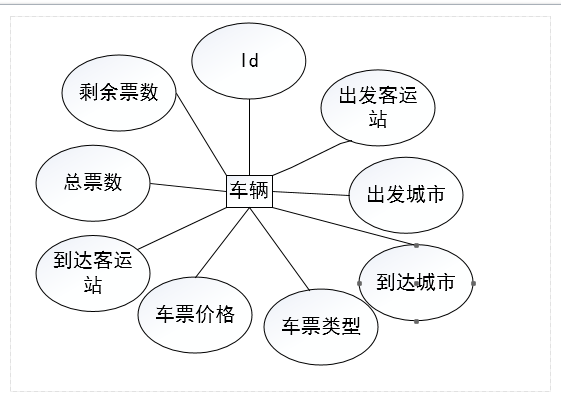 Id
剩余票数
出发客运
站
总票数
车辆
出发城市
到达客运
站
到达城市
车票价格
车票类型